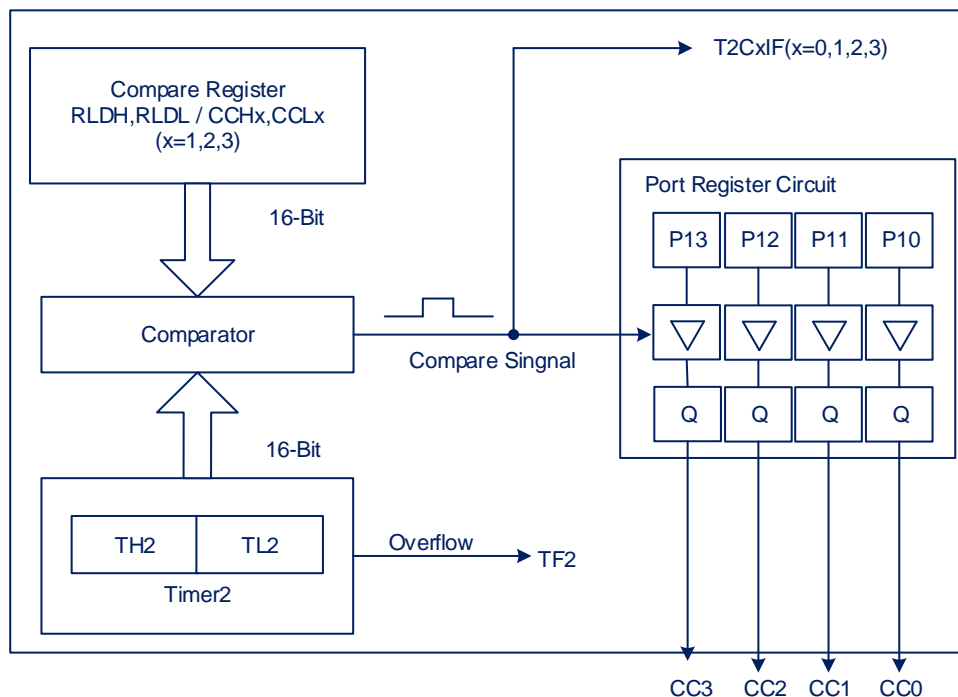 T2CxIF(x=0,1,2,3)
Compare Register
RLDH,RLDL / CCHx,CCLx
(x=1,2,3)
16-Bit
Port Register Circuit
P13 P12 P11 P10
Comparator
Compare Singnal
Q Q Q Q
16-Bit
TH2 TL2
Timer2
Overflow
TF2
CC3 CC2 CC1 CC0